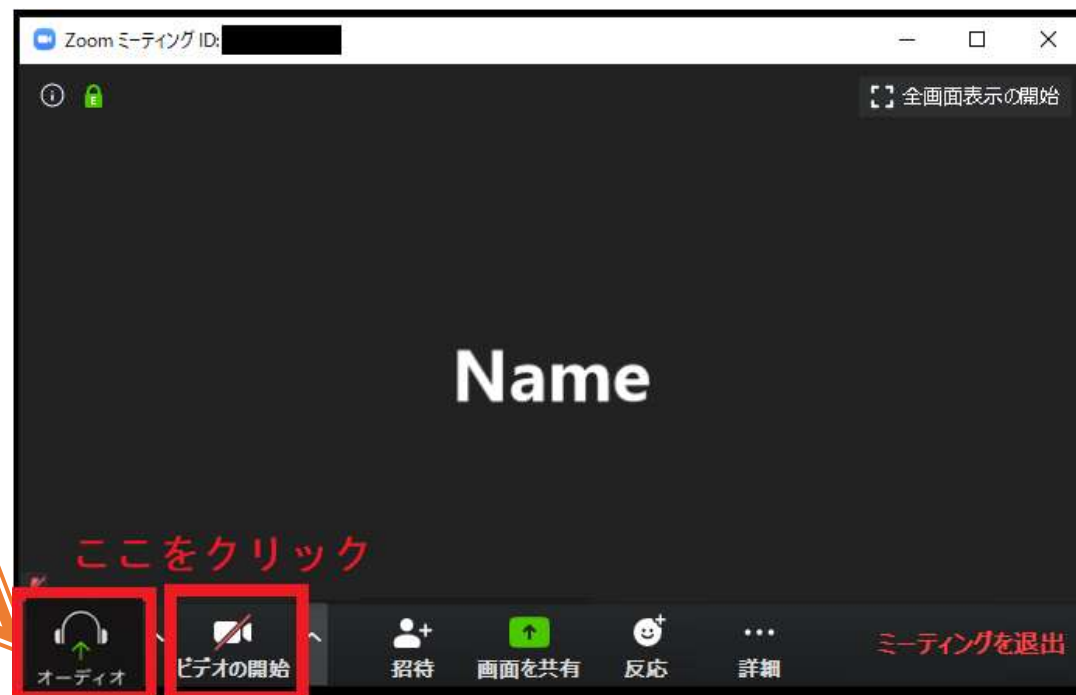 Zoom ミーティング ID:
全画面表示の開始
E
Name
ここをクリック
オーディオ
ビデオの開始
招待
画面を共有
反応
詳細
ミーティングを退出